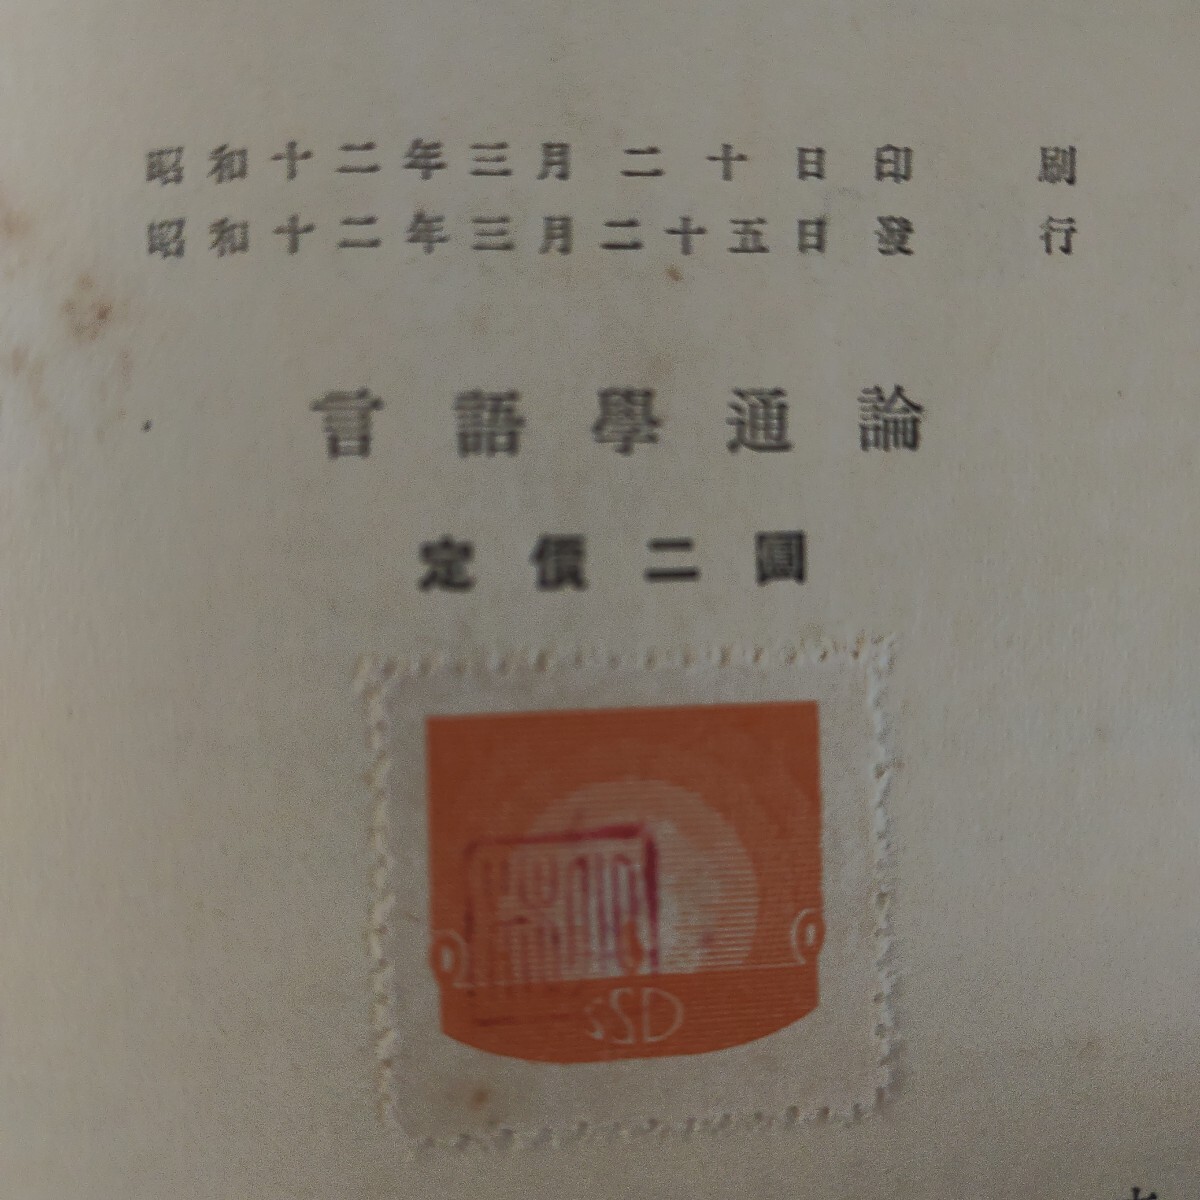 昭和十二年三月二十日印刷
昭和十二年三月二十五日發行
言語學通論
定價二圓
SSD